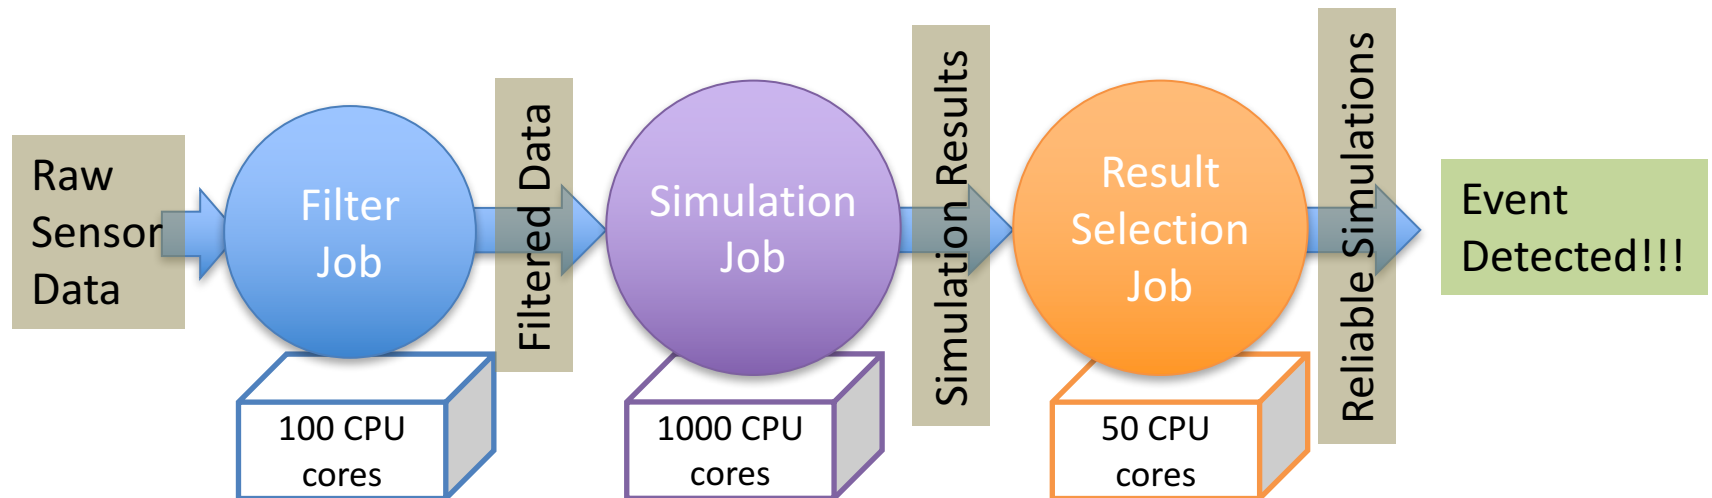 Raw
Sensor
Data
Filter
Job
100 CPU
cores
Filtered Data
Simulation
Job
1000 CPU
cores
Simulation Results
Result
Selection
Job
50 CPU
cores
Reliable Simulations
Event
Detected!!!